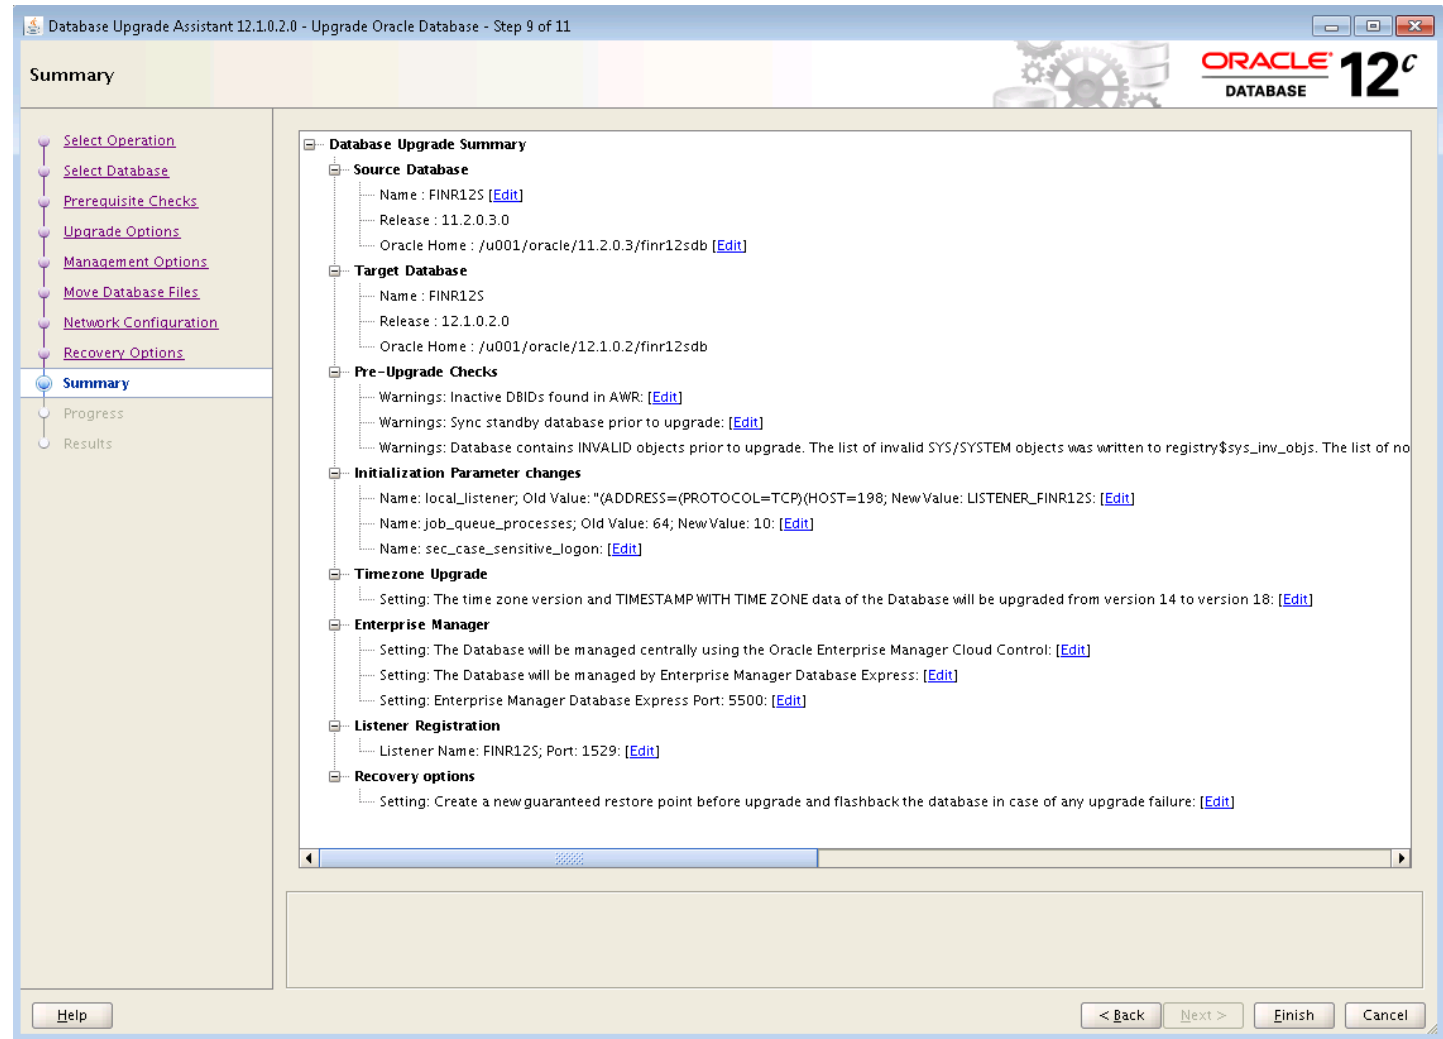 Database Upgrade Assistant 12.1.0.2.0 - Upgrade Oracle Database - Step 9 of 11
Summary
ORACLE
DATABASE
12c
Select Operation
Select Database
Prerequisite Checks
Upgrade Options
Management Options
Move Database Files
Network Configuration
Recovery Options
Summary
Progress
Results
Database Upgrade Summary
Source Database
Name : FINR12S [Edit]
Release : 11.2.0.3.0
Oracle Home : /u001/oracle/11.2.0.3/finr12sdb [Edit]
Target Database
Name : FINR12S
Release : 12.1.0.2.0
Oracle Home : /u001/oracle/12.1.0.2/finr12sdb
Pre-Upgrade Checks
Warnings: Inactive DBIDs found in AWR: [Edit]
Warnings: Sync standby database prior to upgrade: [Edit]
Warnings: Database contains INVALID objects prior to upgrade. The list of invalid SYS/SYSTEM objects was written to registry$sys_inv_objs. The list of no
Initialization Parameter changes
Name: local_listener; Old Value: "(ADDRESS=(PROTOCOL=TCP)(HOST=198; New Value: LISTENER_FINR12S: [Edit]
Name: job_queue_processes; Old Value: 64; New Value: 10: [Edit]
Name: sec_case_sensitive_logon: [Edit]
Timezone Upgrade
Setting: The time zone version and TIMESTAMP WITH TIME ZONE data of the Database will be upgraded from version 14 to version 18: [Edit]
Enterprise Manager
Setting: The Database will be managed centrally using the Oracle Enterprise Manager Cloud Control: [Edit]
Setting: The Database will be managed by Enterprise Manager Database Express: [Edit]
Setting: Enterprise Manager Database Express Port: 5500: [Edit]
Listener Registration
Listener Name: FINR12S; Port: 1529: [Edit]
Recovery options
Setting: Create a new guaranteed restore point before upgrade and flashback the database in case of any upgrade failure: [Edit]
Help
< Back
Next >
Finish
Cancel